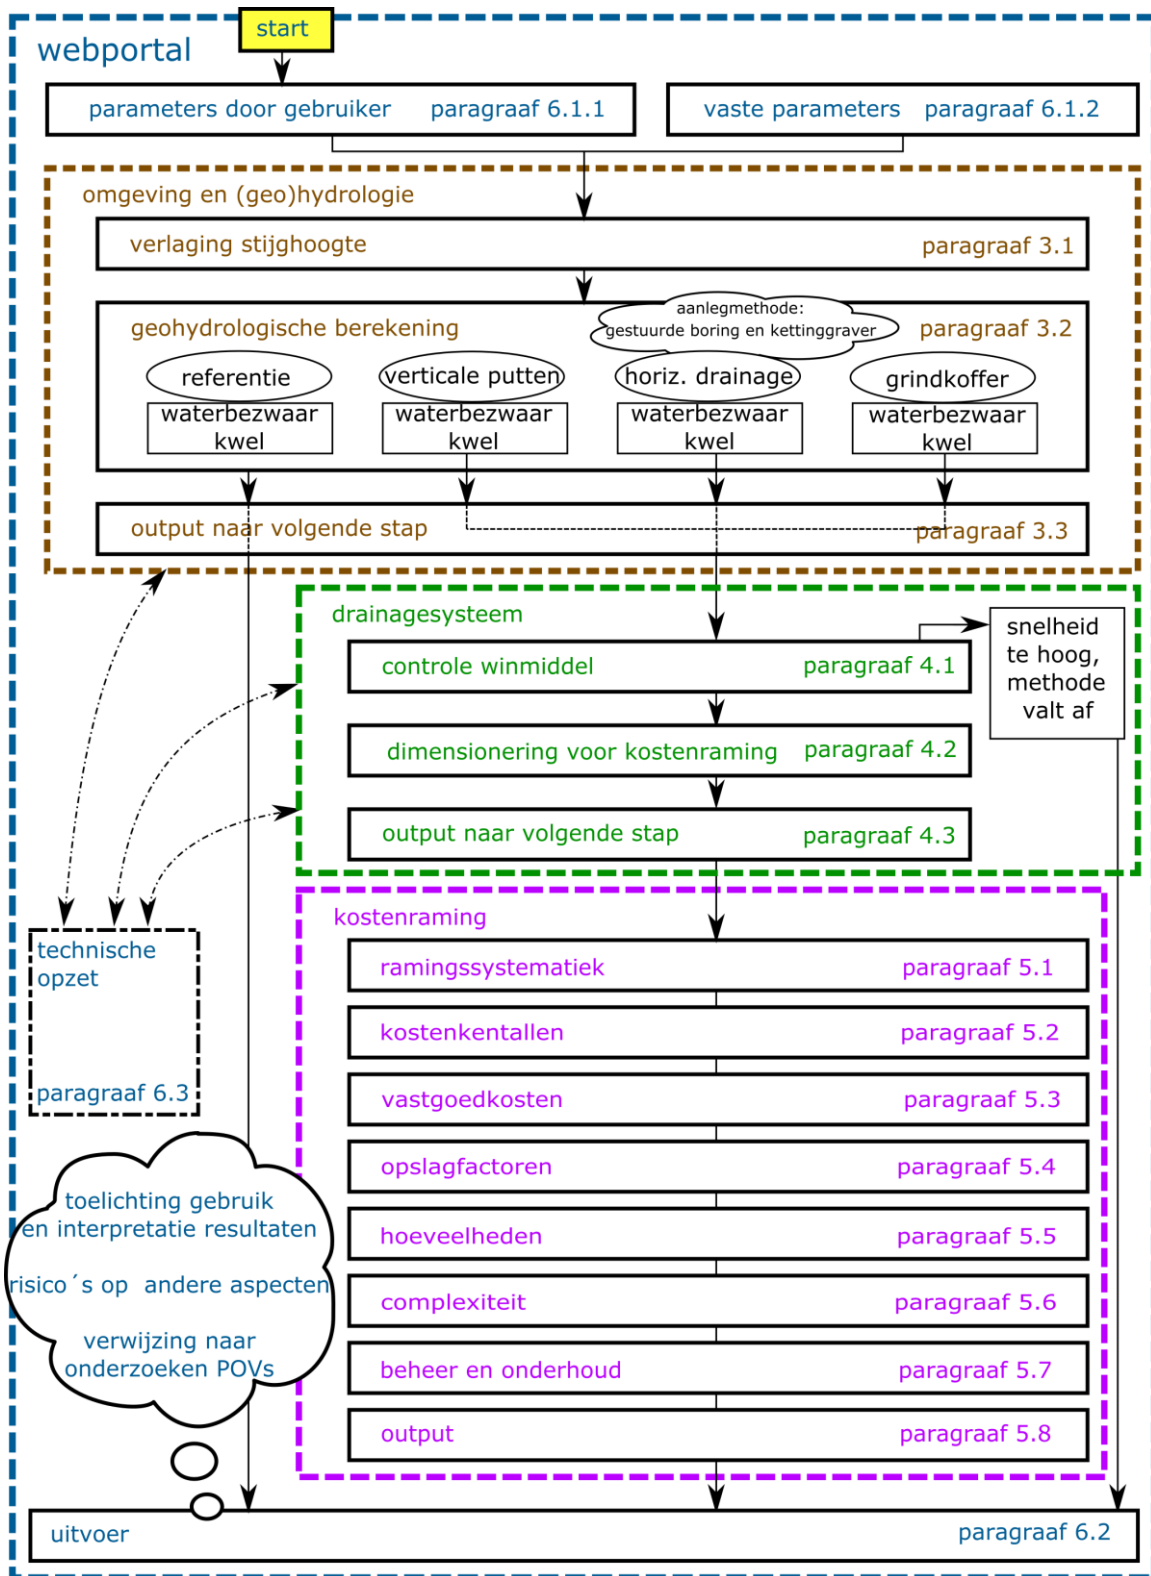 start
webportal
parameters door gebruiker paragraaf 6.1.1
vaste parameters paragraaf 6.1.2
omgeving en (geo)hydrologie
verlaging stijghoogte paragraaf 3.1
aanlegmethode:
gestuurde boring en kettinggraver
geohydrologische berekening paragraaf 3.2
referentie
verticale putten
horiz. drainage
grindkoffer
waterbezwaar
kwel
waterbezwaar
kwel
waterbezwaar
kwel
waterbezwaar
kwel
output naar volgende stap paragraaf 3.3
drainagesysteem
controle winmiddel paragraaf 4.1
snelheid
te hoog,
methode
valt af
dimensionering voor kostenraming paragraaf 4.2
output naar volgende stap paragraaf 4.3
kostenraming
technische
opzet
paragraaf 6.3
ramingssystematiek paragraaf 5.1
kostenkentallen paragraaf 5.2
vastgoedkosten paragraaf 5.3
opslagfactoren paragraaf 5.4
hoeveelheden paragraaf 5.5
complexiteit paragraaf 5.6
beheer en onderhoud paragraaf 5.7
output paragraaf 5.8
toelichting gebruik
en interpretatie resultaten
risico´s op andere aspecten
verwijzing naar
onderzoeken POVs
uitvoer paragraaf 6.2